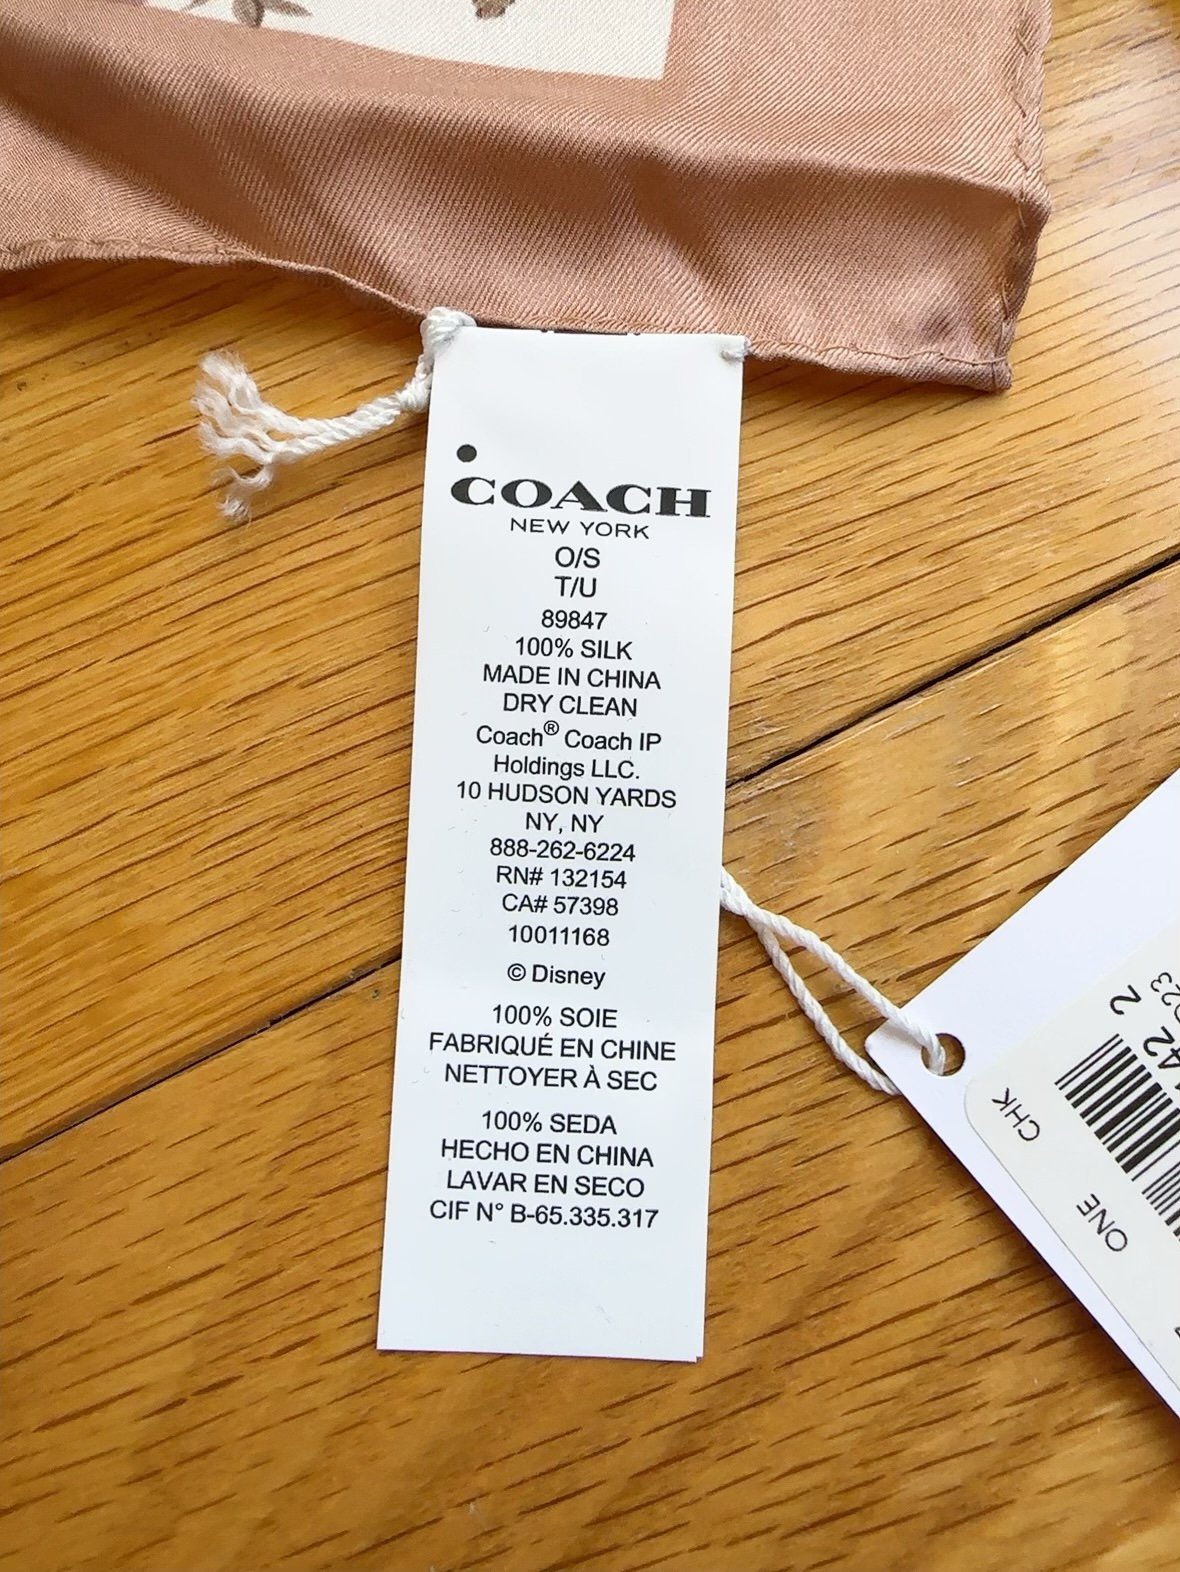 COACH
NEW YORK
O/S
T/U
89847
100% SILK
MADE IN CHINA
DRY CLEAN
Coach® Coach IP
Holdings LLC.
10 HUDSON YARDS
NY, NY
888-262-6224
RN# 132154
CA# 57398
10011168
© Disney
100% SOIE
FABRIQUÉ EN CHINE
NETTOYER À SEC
100% SEDA
HECHO EN CHINA
LAVAR EN SECO
CIF N° B-65.335.317
CHK
ONE